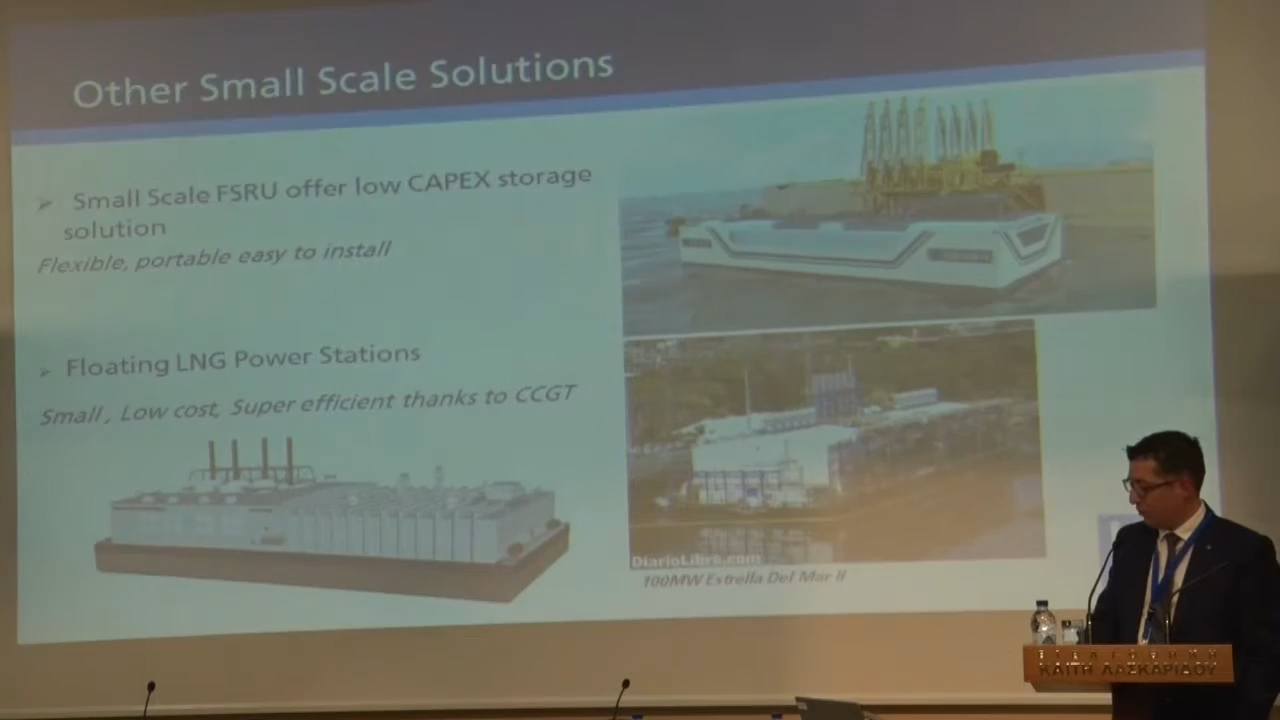 Other Small Scale Solutions
Small Scale FSRU offer low CAPEX storage
solution
Flexible, portable easy to install
Floating LNG Power Stations
Small, Low cost, Super efficient thanks to CCGT
DiarioLibre.com
100MW Estrella Del Mar II
ΚΑΙΤΗ ΛΑΣΚΑΡΙΔΟΥ